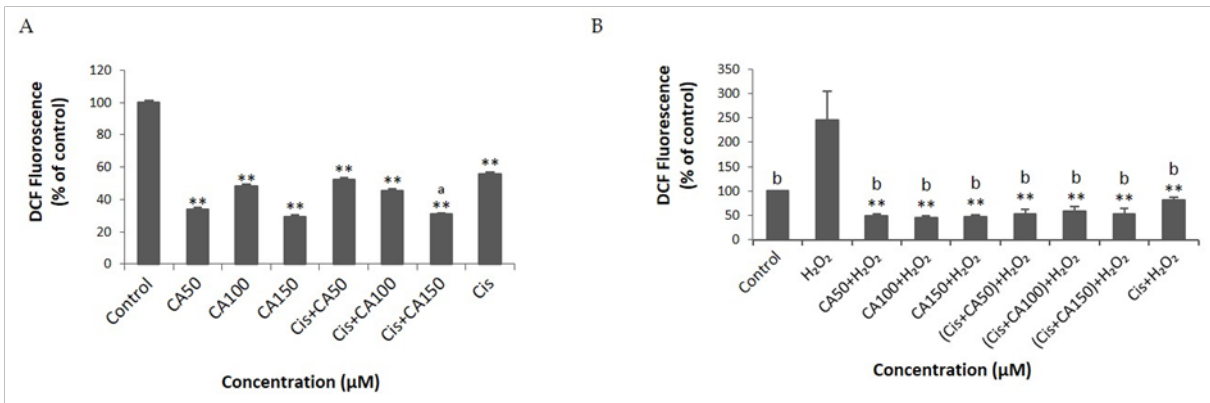 A
DCF Fluoroscence
(% of control)
120
100
80
60
40
20
0
**
**
**
**
**
a
**
**
Control
CA50
CA100
CA150
Cis+CA50
Cis+CA100
Cis+CA150
Cis
Concentration (µM)
B
DCF Fluorescence
(% of control)
350
300
250
200
150
100
50
0
b
b
**
b
**
b
**
b
**
b
**
b
**
b
**
Control
H₂O₂
CA50+H₂O₂
CA100+H₂O₂
CA150+H₂O₂
(Cis+CA50)+H₂O₂
(Cis+CA100)+H₂O₂
(Cis+CA150)+H₂O₂
Cis+H₂O₂
Concentration (µM)